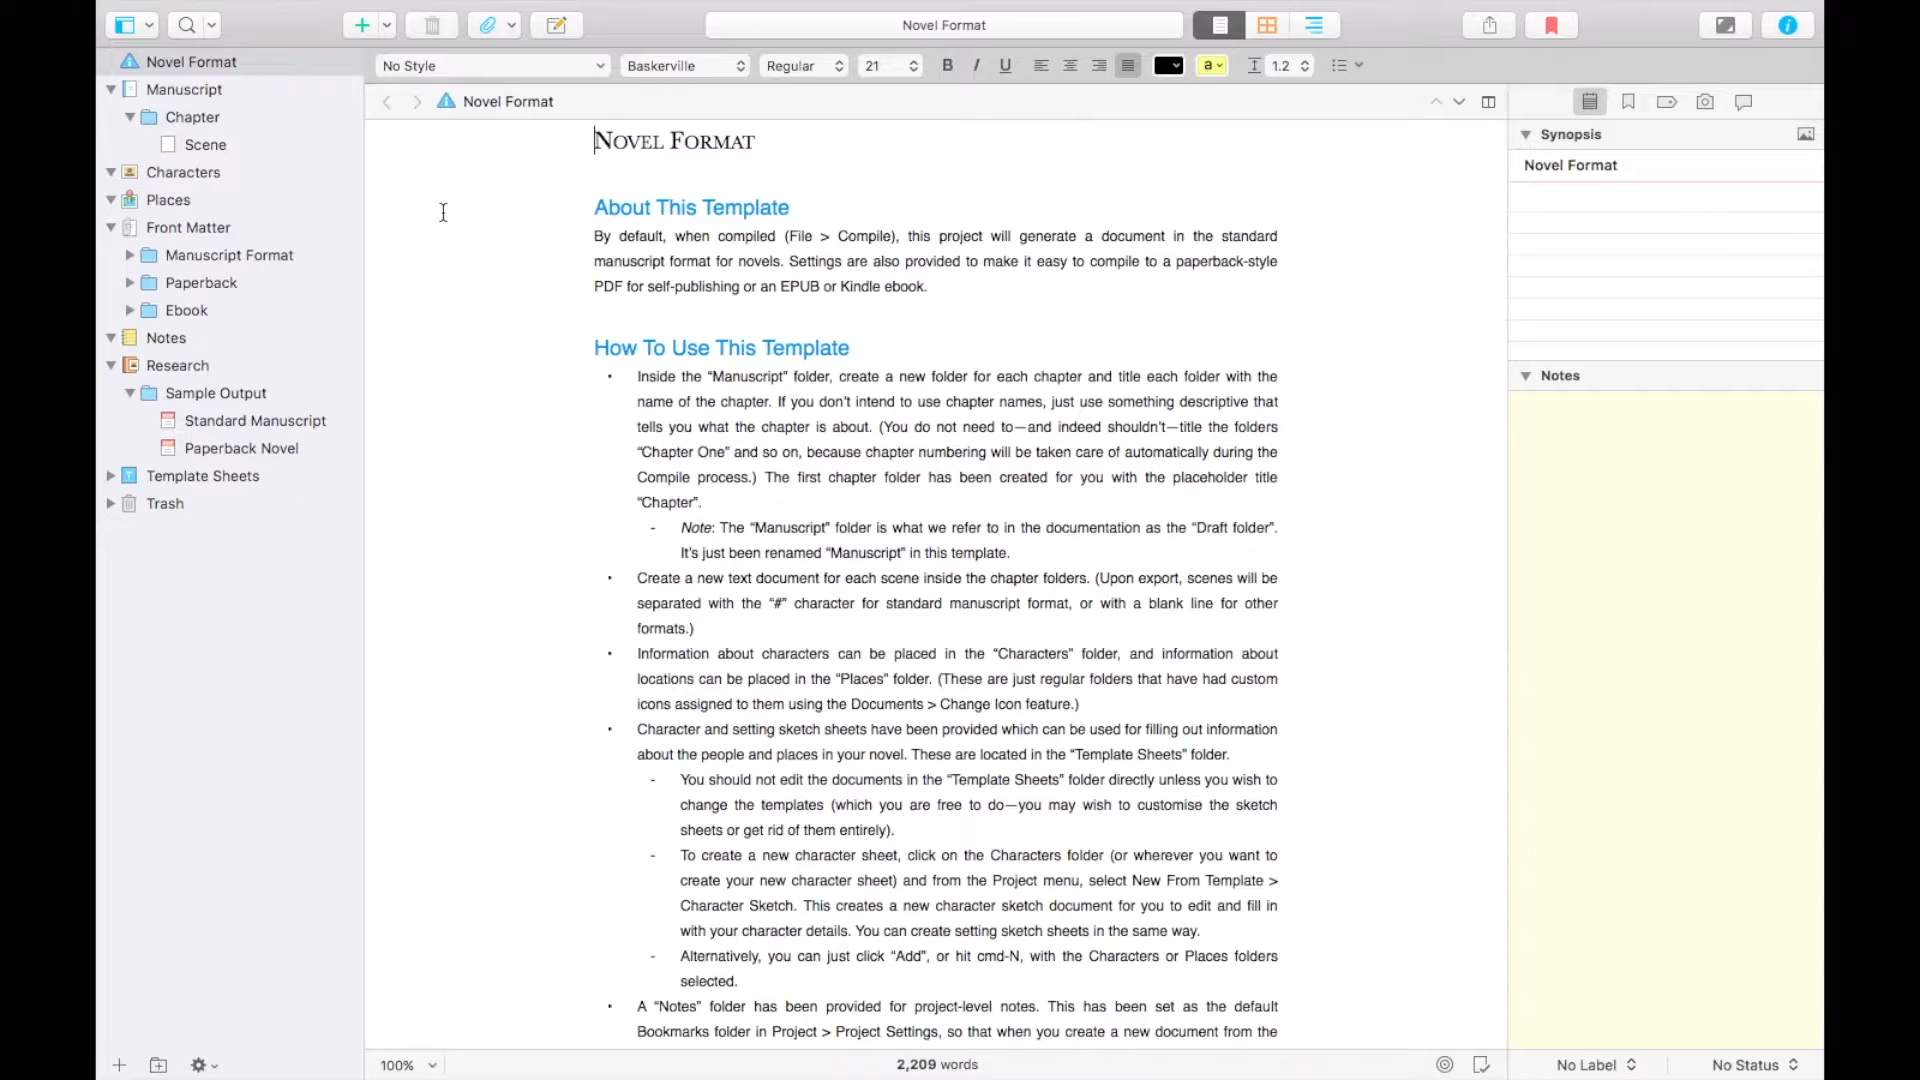 Novel Format
No Style
Baskerville
Regular
21
B
I
U
a
1.2
Novel Format
Manuscript
Chapter
Scene
Characters
Places
Front Matter
Manuscript Format
Paperback
Ebook
Notes
Research
Sample Output
Standard Manuscript
Paperback Novel
Template Sheets
Trash
Novel Format
NOVEL FORMAT
About This Template
By default, when compiled (File > Compile), this project will generate a document in the standard
manuscript format for novels. Settings are also provided to make it easy to compile to a paperback-style
PDF for self-publishing or an EPUB or Kindle ebook.
How To Use This Template
• Inside the “Manuscript” folder, create a new folder for each chapter and title each folder with the
name of the chapter. If you don’t intend to use chapter names, just use something descriptive that
tells you what the chapter is about. (You do not need to—and indeed shouldn’t—title the folders
“Chapter One” and so on, because chapter numbering will be taken care of automatically during the
Compile process.) The first chapter folder has been created for you with the placeholder title
“Chapter”.
- Note: The “Manuscript” folder is what we refer to in the documentation as the “Draft folder”.
It’s just been renamed “Manuscript” in this template.
• Create a new text document for each scene inside the chapter folders. (Upon export, scenes will be
separated with the “#” character for standard manuscript format, or with a blank line for other
formats.)
• Information about characters can be placed in the “Characters” folder, and information about
locations can be placed in the “Places” folder. (These are just regular folders that have had custom
icons assigned to them using the Documents > Change Icon feature.)
• Character and setting sketch sheets have been provided which can be used for filling out information
about the people and places in your novel. These are located in the “Template Sheets” folder.
- You should not edit the documents in the “Template Sheets” folder directly unless you wish to
change the templates (which you are free to do—you may wish to customise the sketch
sheets or get rid of them entirely).
- To create a new character sheet, click on the Characters folder (or wherever you want to
create your new character sheet) and from the Project menu, select New From Template >
Character Sketch. This creates a new character sketch document for you to edit and fill in
with your character details. You can create setting sketch sheets in the same way.
- Alternatively, you can just click “Add”, or hit cmd-N, with the Characters or Places folders
selected.
• A “Notes” folder has been provided for project-level notes. This has been set as the default
Bookmarks folder in Project > Project Settings, so that when you create a new document from the
Synopsis
Novel Format
Notes
100%
2,209 words
No Label
No Status